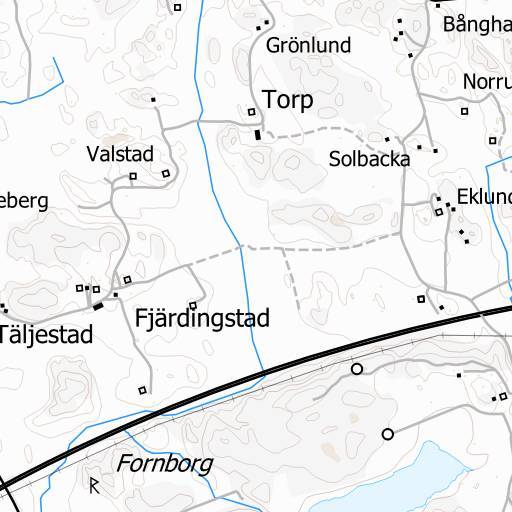 Bångha
Grönlund
Norru
Torp
Valstad
Solbacka
eberg
Eklund
Fjärdingstad
Täljestad
Fornborg